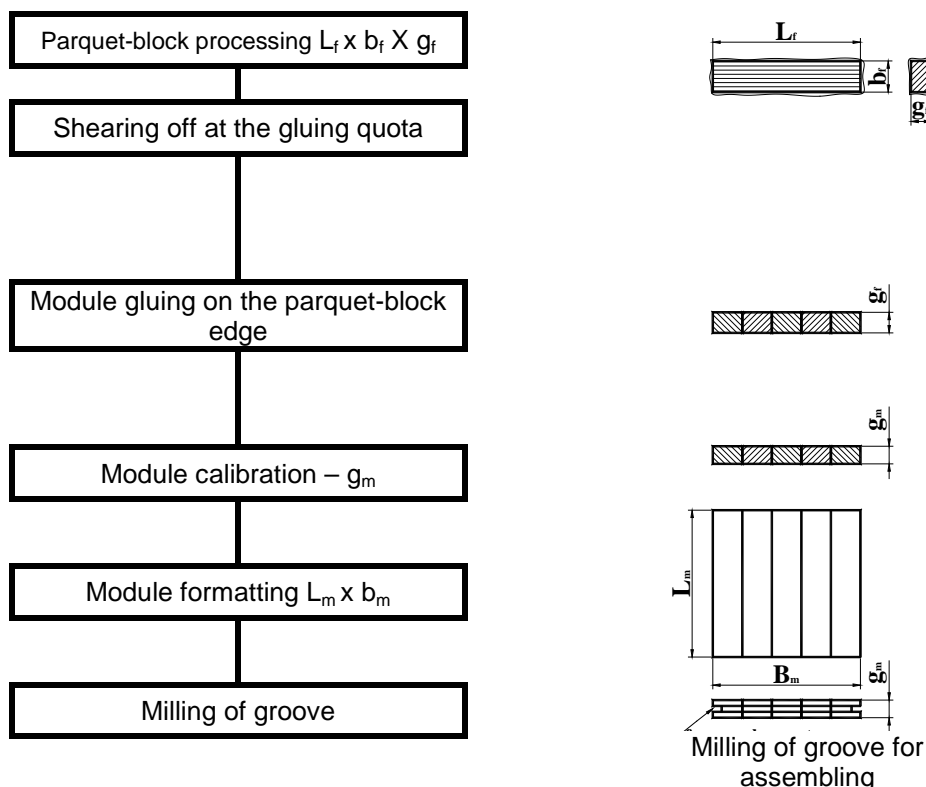 Parquet-block processing Lf x bf X gf
Shearing off at the gluing quota
Module gluing on the parquet-block
edge
Module calibration – gm
Module formatting Lm x bm
Milling of groove
Lf
bf
gf
gf
gm
Lm
Bm
gm
Milling of groove for
assembling